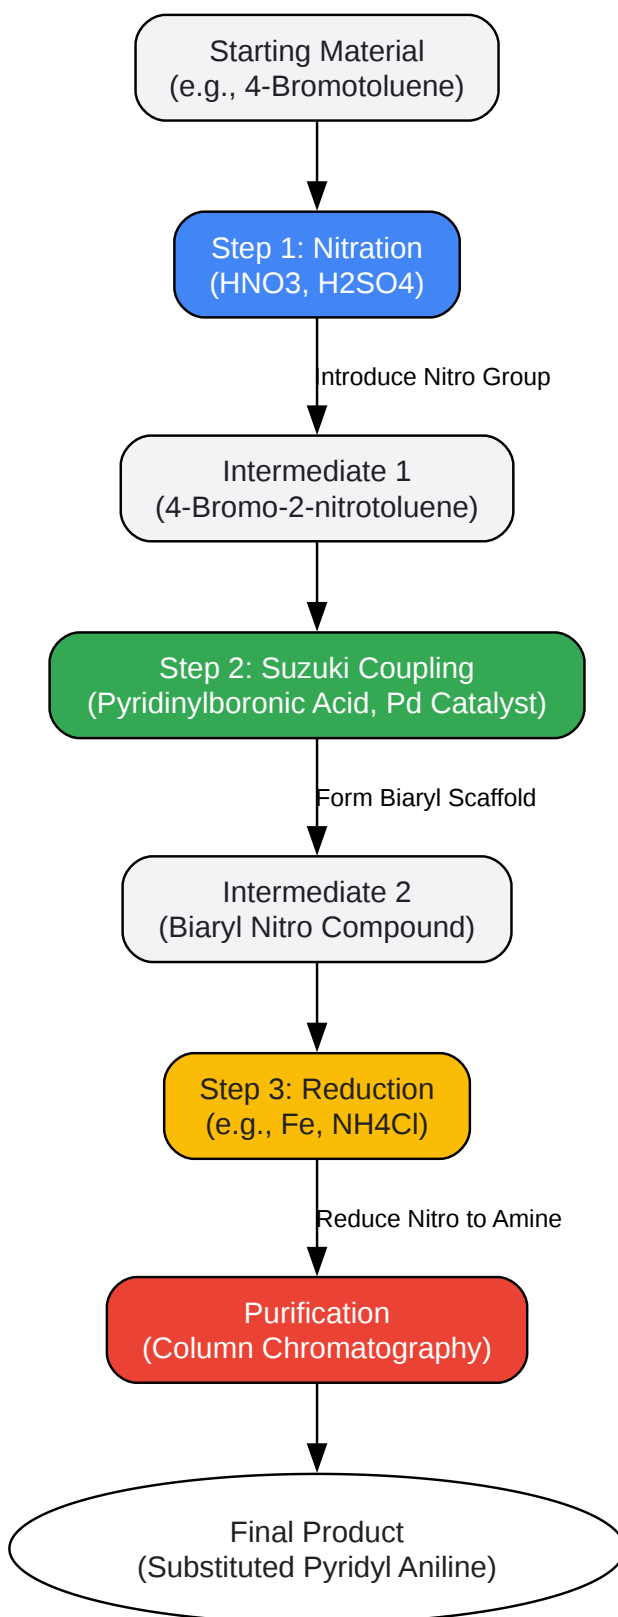 Starting Material
(e.g., 4-Bromotoluene)
Step 1: Nitration
(HNO3, H2SO4)
Introduce Nitro Group
Intermediate 1
(4-Bromo-2-nitrotoluene)
Step 2: Suzuki Coupling
(Pyridinylboronic Acid, Pd Catalyst)
Form Biaryl Scaffold
Intermediate 2
(Biaryl Nitro Compound)
Step 3: Reduction
(e.g., Fe, NH4Cl)
Reduce Nitro to Amine
Purification
(Column Chromatography)
Final Product
(Substituted Pyridyl Aniline)